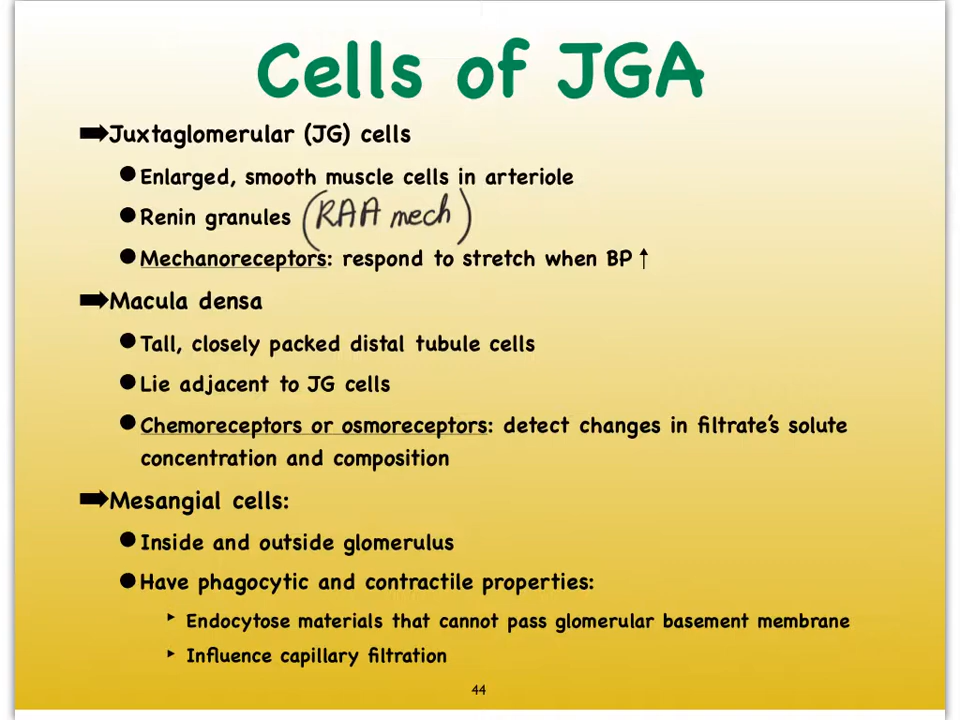 Cells of JGA
➡Juxtaglomerular (JG) cells
●Enlarged, smooth muscle cells in arteriole
●Renin granules (RAA mech)
●Mechanoreceptors: respond to stretch when BP ↑
➡Macula densa
●Tall, closely packed distal tubule cells
●Lie adjacent to JG cells
●Chemoreceptors or osmoreceptors: detect changes in filtrate's solute
concentration and composition
➡Mesangial cells:
●Inside and outside glomerulus
●Have phagocytic and contractile properties:
‣ Endocytose materials that cannot pass glomerular basement membrane
‣ Influence capillary filtration
44